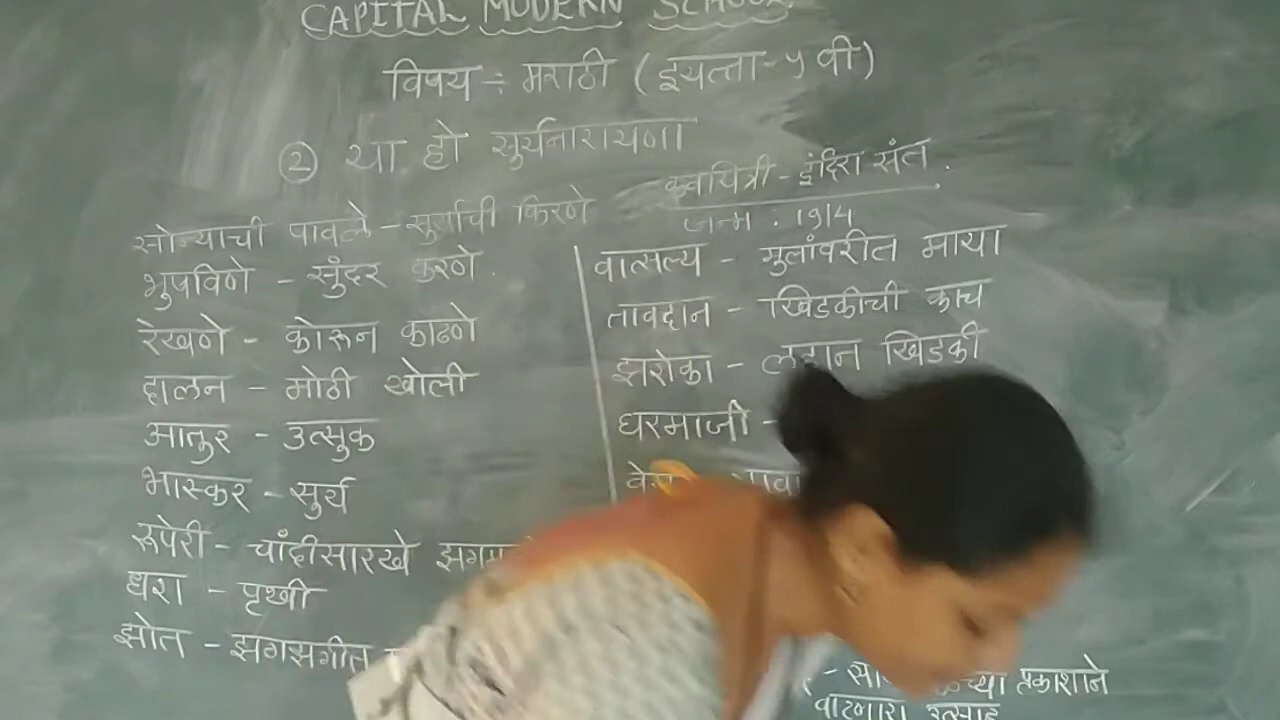 CAPITAL MODERN SCHOOL
विषय ÷ मराठी (इयत्ता-५ वी)
② या हो सुर्यनारायणा
कवयित्री - इंदिरा संत.
जन्म : 1914
सोन्याची पावले - सुर्याची किरणे
भुषविणे - सुंदर करणे.
रेखणे - कोरून काढणे
हालन - मोठी खोली
आतुर - उत्सुक
भास्कर - सुर्य
रूपेरी - चांदीसारखे
धरा - पृथ्वी
झोत - झगझगीत
वात्सल्य - मुलांवरीत माया
तावदान - खिडकीची काच
झरोका - लहान खिडकी
घरमाजी -
प्रकाशाने
वाटणारा उत्साह